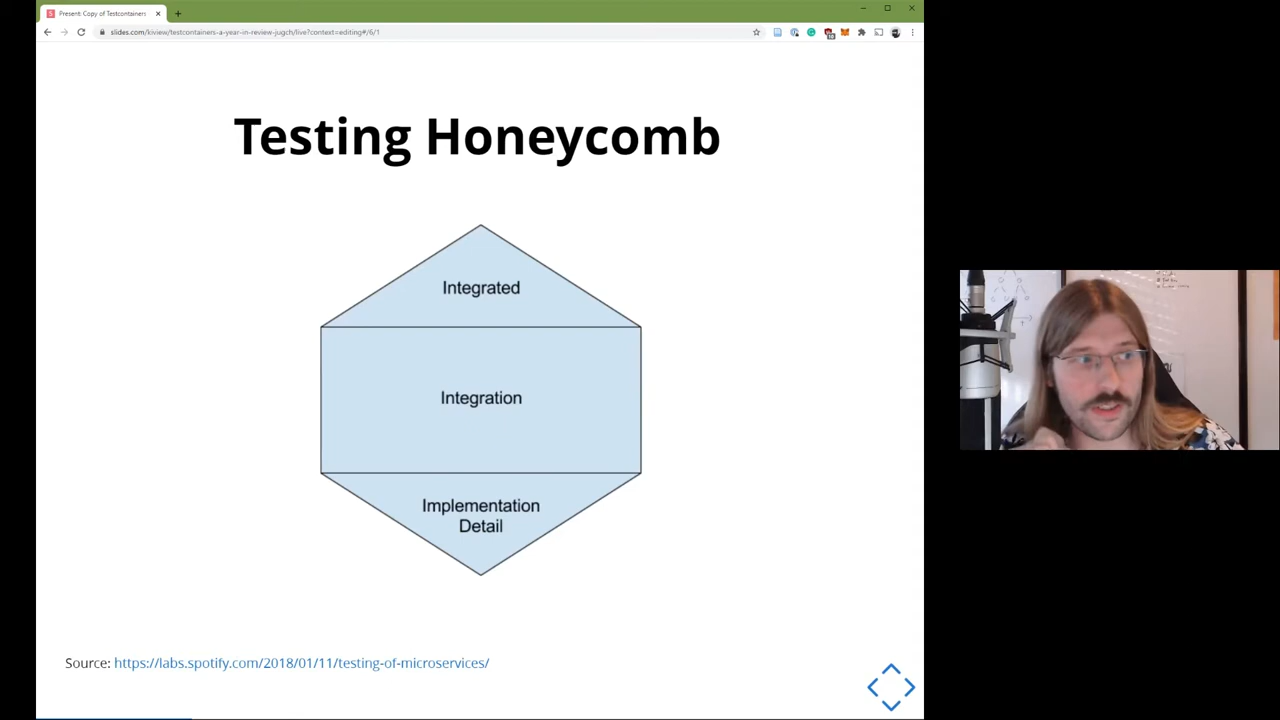 Present: Copy of Testcontainers
slides.com/kiview/testcontainers-a-year-in-review-jugch/live?context=editing#/6/1
Testing Honeycomb
Integrated
Integration
Implementation
Detail
Source: https://labs.spotify.com/2018/01/11/testing-of-microservices/